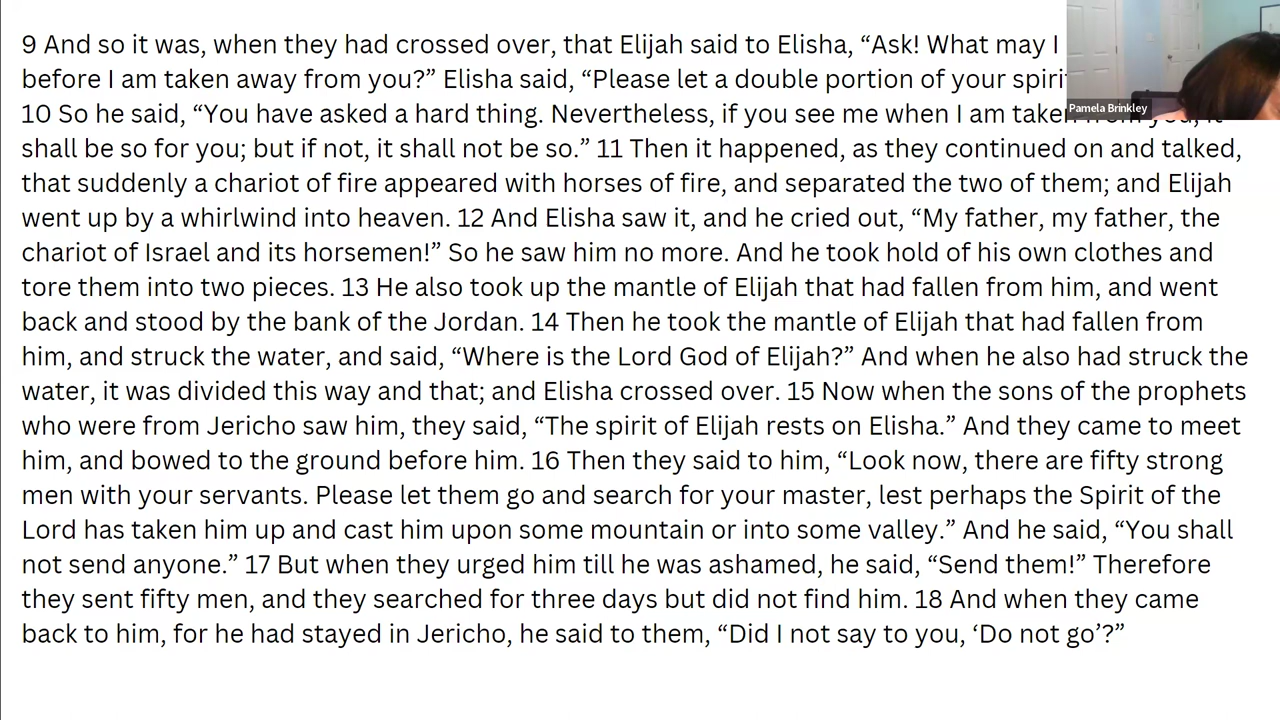 9 And so it was, when they had crossed over, that Elijah said to Elisha, “Ask! What may I
before I am taken away from you?” Elisha said, “Please let a double portion of your
10 So he said, “You have asked a hard thing. Nevertheless, if you see me when I am taken from you, it
Pamela Brinkley
shall be so for you; but if not, it shall not be so.” 11 Then it happened, as they continued on and talked,
that suddenly a chariot of fire appeared with horses of fire, and separated the two of them; and Elijah
went up by a whirlwind into heaven. 12 And Elisha saw it, and he cried out, “My father, my father, the
chariot of Israel and its horsemen!” So he saw him no more. And he took hold of his own clothes and
tore them into two pieces. 13 He also took up the mantle of Elijah that had fallen from him, and went
back and stood by the bank of the Jordan. 14 Then he took the mantle of Elijah that had fallen from
him, and struck the water, and said, “Where is the Lord God of Elijah?” And when he also had struck the
water, it was divided this way and that; and Elisha crossed over. 15 Now when the sons of the prophets
who were from Jericho saw him, they said, “The spirit of Elijah rests on Elisha.” And they came to meet
him, and bowed to the ground before him. 16 Then they said to him, “Look now, there are fifty strong
men with your servants. Please let them go and search for your master, lest perhaps the Spirit of the
Lord has taken him up and cast him upon some mountain or into some valley.” And he said, “You shall
not send anyone.” 17 But when they urged him till he was ashamed, he said, “Send them!” Therefore
they sent fifty men, and they searched for three days but did not find him. 18 And when they came
back to him, for he had stayed in Jericho, he said to them, “Did I not say to you, ‘Do not go’?”